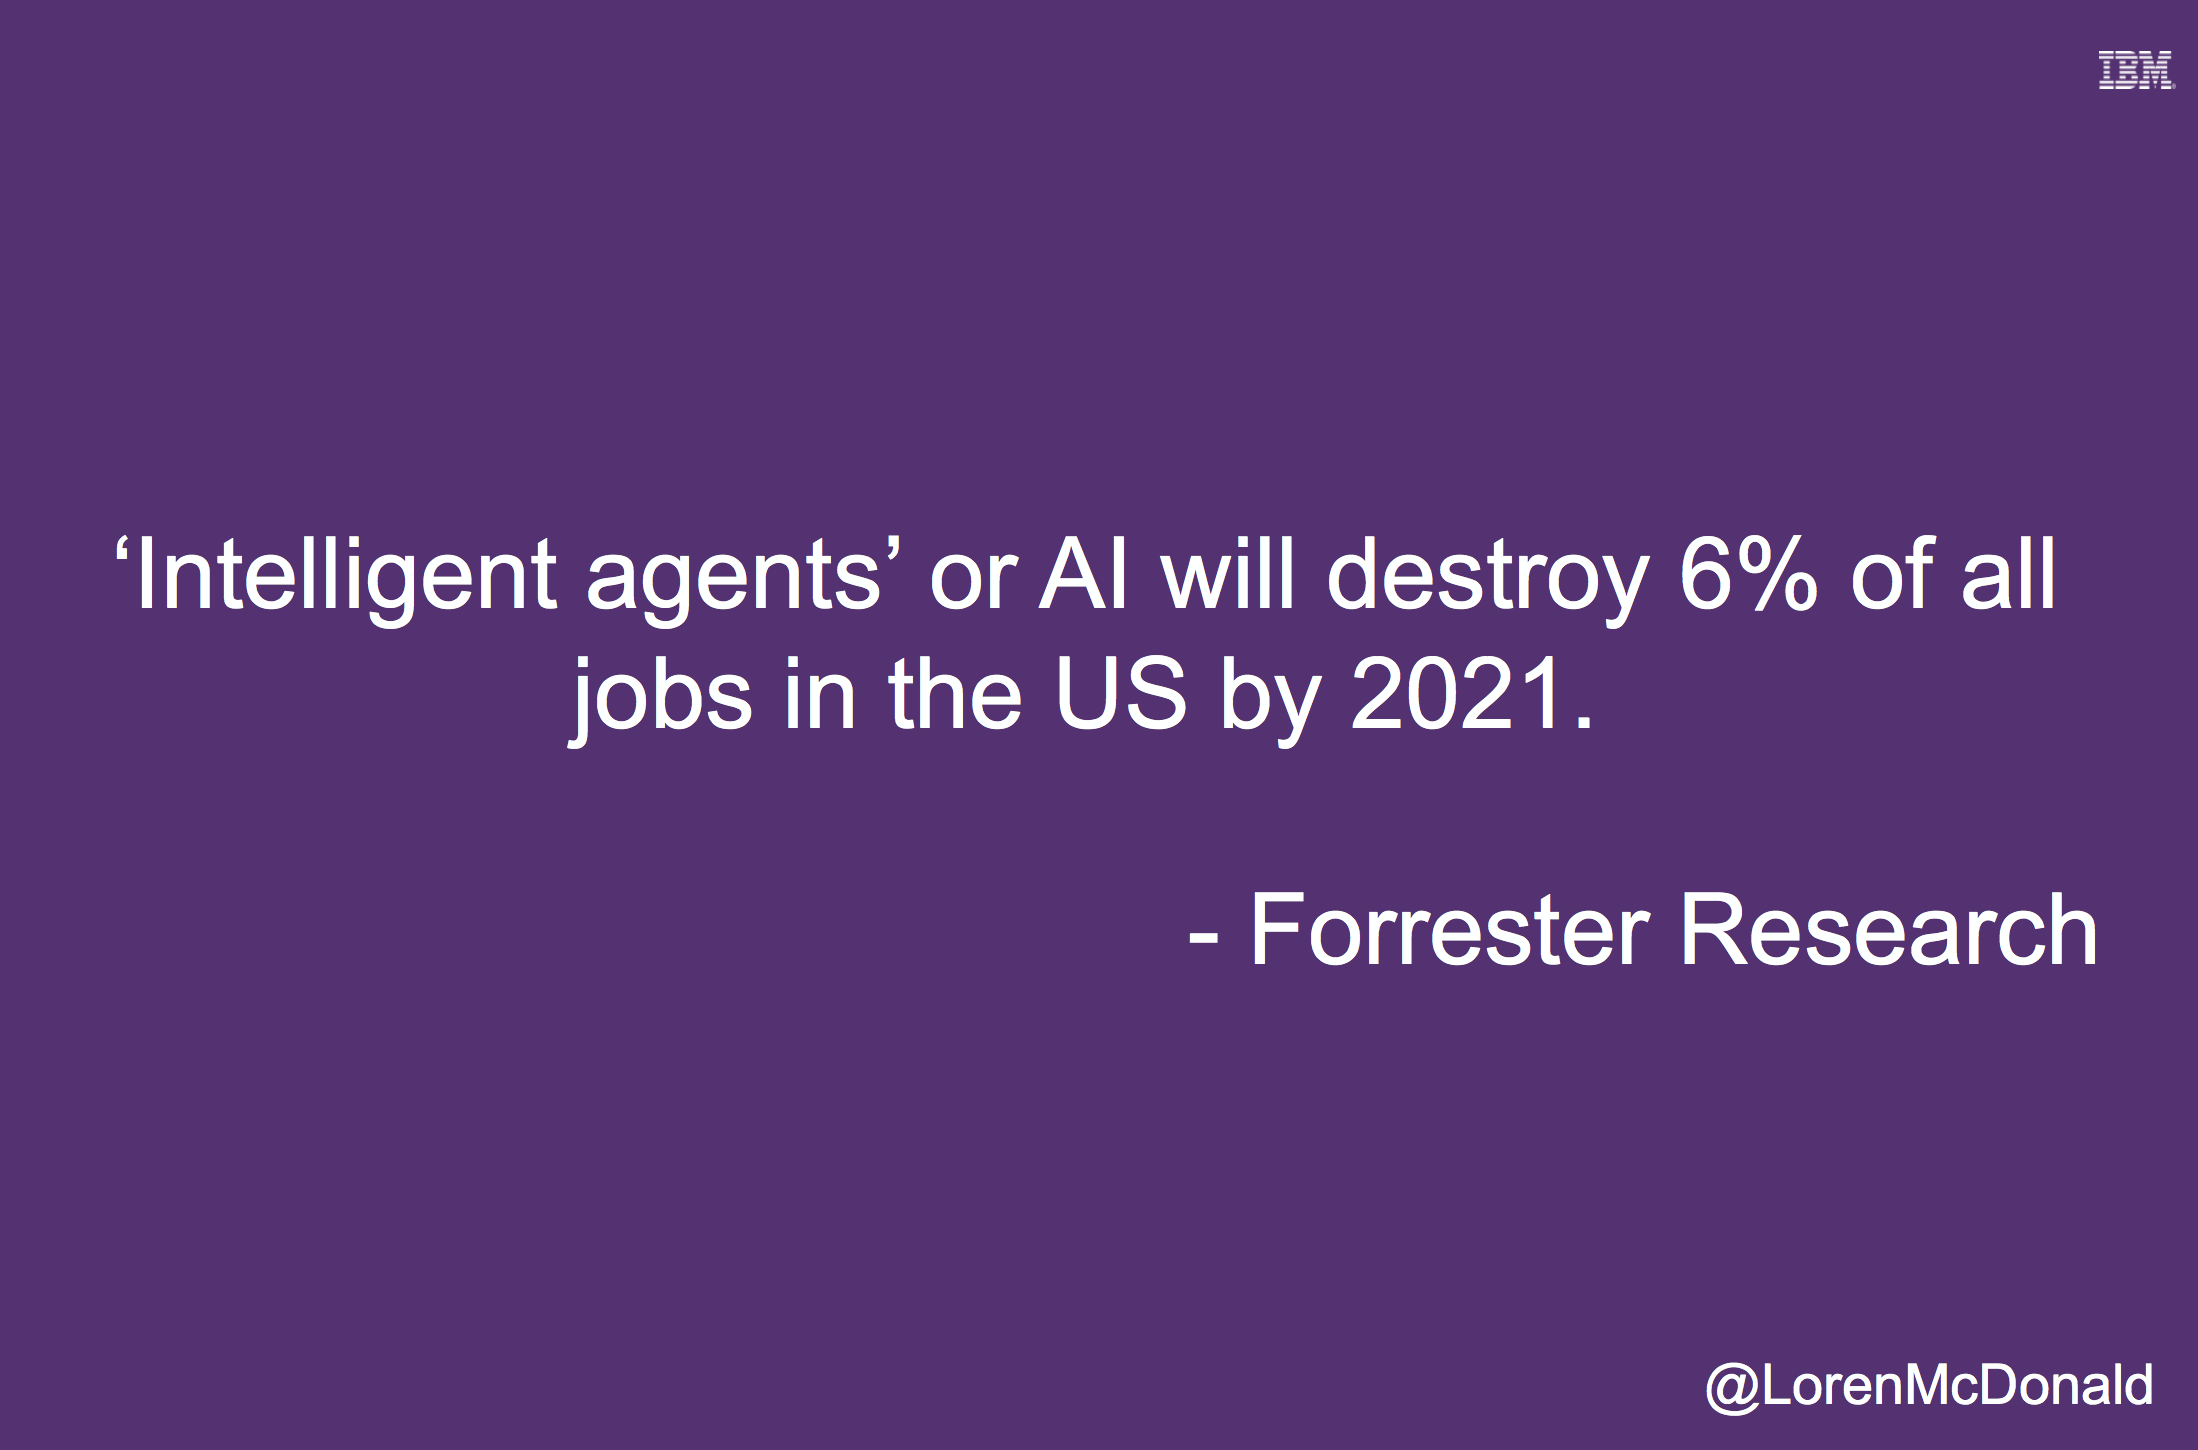 IBM®
‘Intelligent agents’ or AI will destroy 6% of all
jobs in the US by 2021.
- Forrester Research
@LorenMcDonald